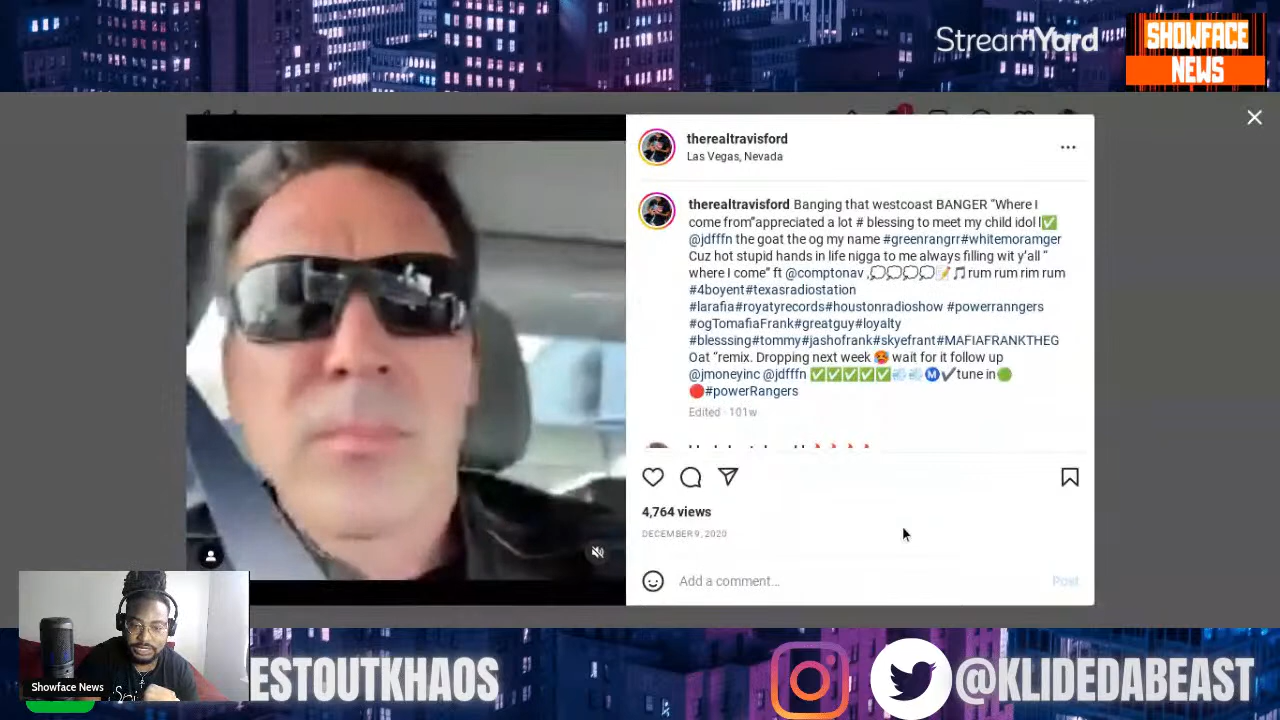 StreamYard
SHOWFACE
NEWS
therealtravisford
Las Vegas, Nevada
therealtravisford Banging that westcoast BANGER “Where I
come from”appreciated a lot # blessing to meet my child idol I✅
@jdfffn the goat the og my name #greenrangrr#whitemoramger
Cuz hot stupid hands in life nigga to me always filling wit y’all “
where I come” ft @comptonav ,💭💭💭💭📝🎵rum rum rim rum
#4boyent#texasradiostation
#larafia#royatyrecords#houstonradioshow #powerranngers
#ogTomafiaFrank#greatguy#loyalty
#blesssing#tommy#jashofrank#skyefrant#MAFIAFRANKTHEG
Oat “remix. Dropping next week 🥵 wait for it follow up
@jmoneyinc @jdfffn ✅✅✅✅✅💨💨Ⓜ️✔️tune in🟢
🔴#powerRangers
Edited · 101w
4,764 views
DECEMBER 9, 2020
Add a comment...
Post
Showface News
ESTOUTKHAOS
@KLIDEDABEAST